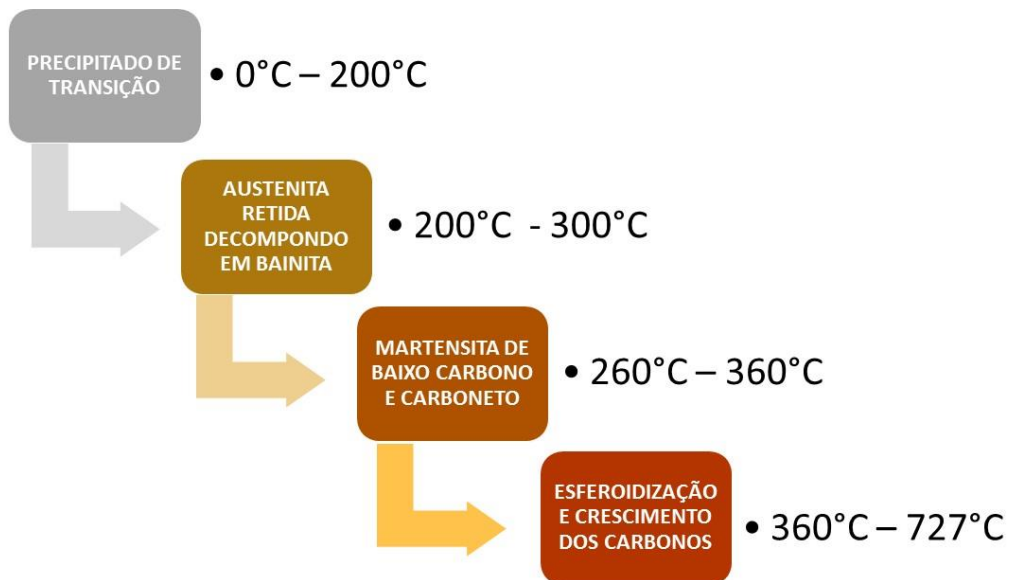 PRECIPITADO DE
TRANSIÇÃO
• 0°C – 200°C
AUSTENITA
RETIDA
DECOMPONDO
EM BAINITA
• 200°C - 300°C
MARTENSITA DE
BAIXO CARBONO
E CARBONETO
• 260°C – 360°C
ESFEROIDIZAÇÃO
E CRESCIMENTO
DOS CARBONOS
• 360°C – 727°C